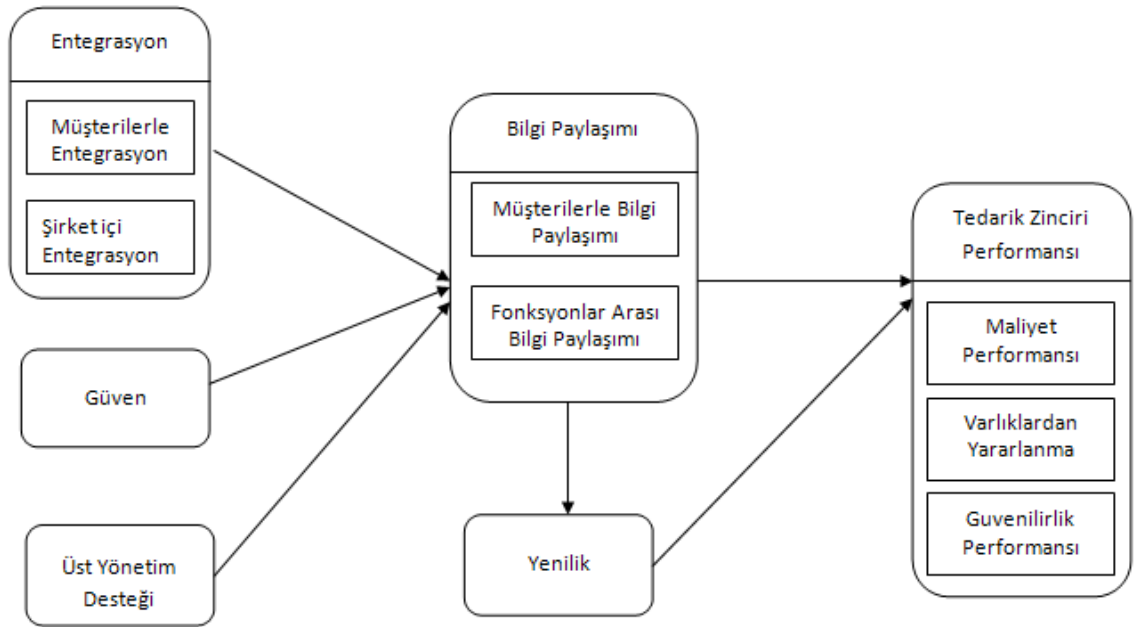 Entegrasyon
Müşterilerle
Entegrasyon
Şirket içi
Entegrasyon
Güven
Üst Yönetim
Desteği
Bilgi Paylaşımı
Müşterilerle Bilgi
Paylaşımı
Fonksyonlar Arası
Bilgi Paylaşımı
Yenilik
Tedarik Zinciri
Performansı
Maliyet
Performansı
Varlıklardan
Yararlanma
Guvenilirlik
Performansı